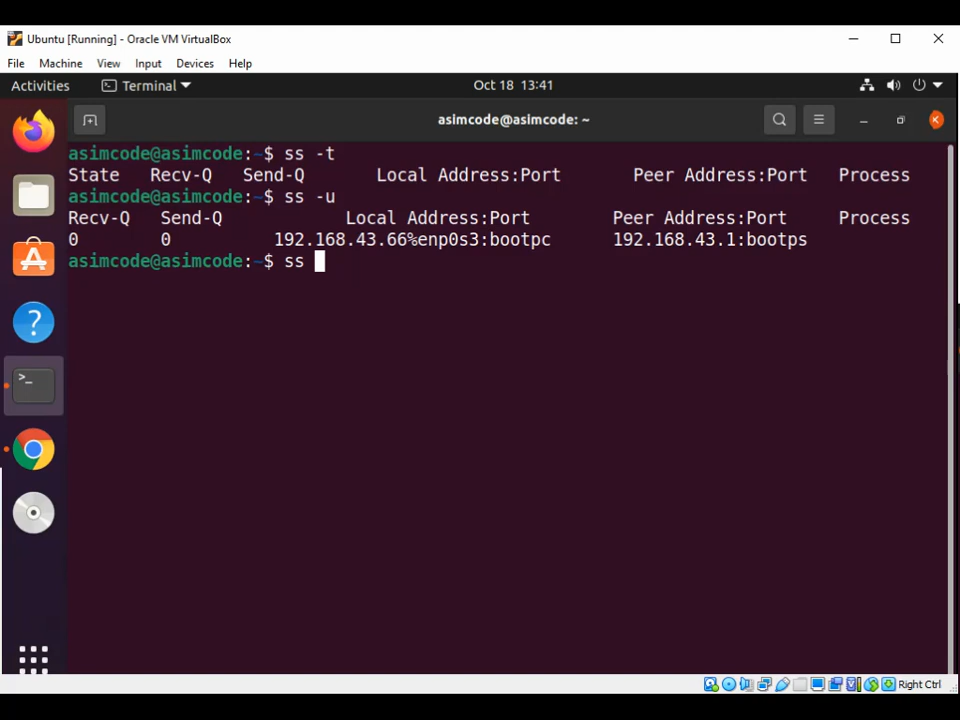 Ubuntu [Running] - Oracle VM VirtualBox
File Machine View Input Devices Help
Activities Terminal Oct 18 13:41
asimcode@asimcode: ~
asimcode@asimcode:~$ ss -t
State Recv-Q Send-Q Local Address:Port Peer Address:Port Process
asimcode@asimcode:~$ ss -u
Recv-Q Send-Q Local Address:Port Peer Address:Port Process
0 0 192.168.43.66%enp0s3:bootpc 192.168.43.1:bootps
asimcode@asimcode:~$ ss
Right Ctrl